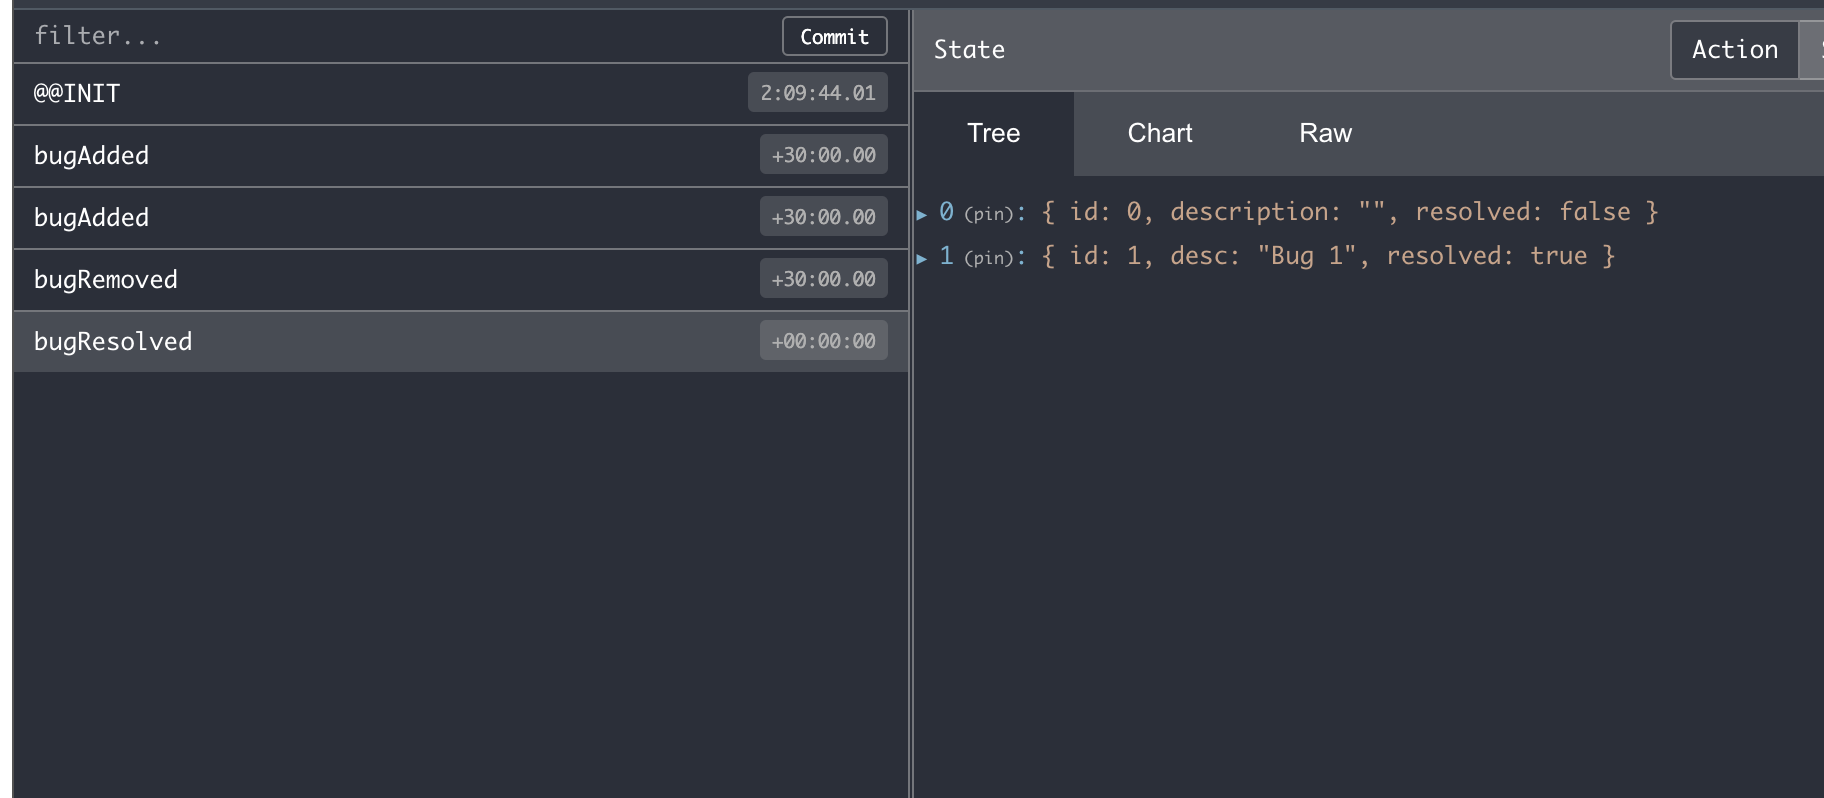 filter...
Commit
@@INIT
2:09:44.01
bugAdded
+30:00.00
bugAdded
+30:00.00
bugRemoved
+30:00.00
bugResolved
+00:00:00
State
Action
Tree
Chart
Raw
▶ 0 (pin): { id: 0, description: "", resolved: false }
▶ 1 (pin): { id: 1, desc: "Bug 1", resolved: true }